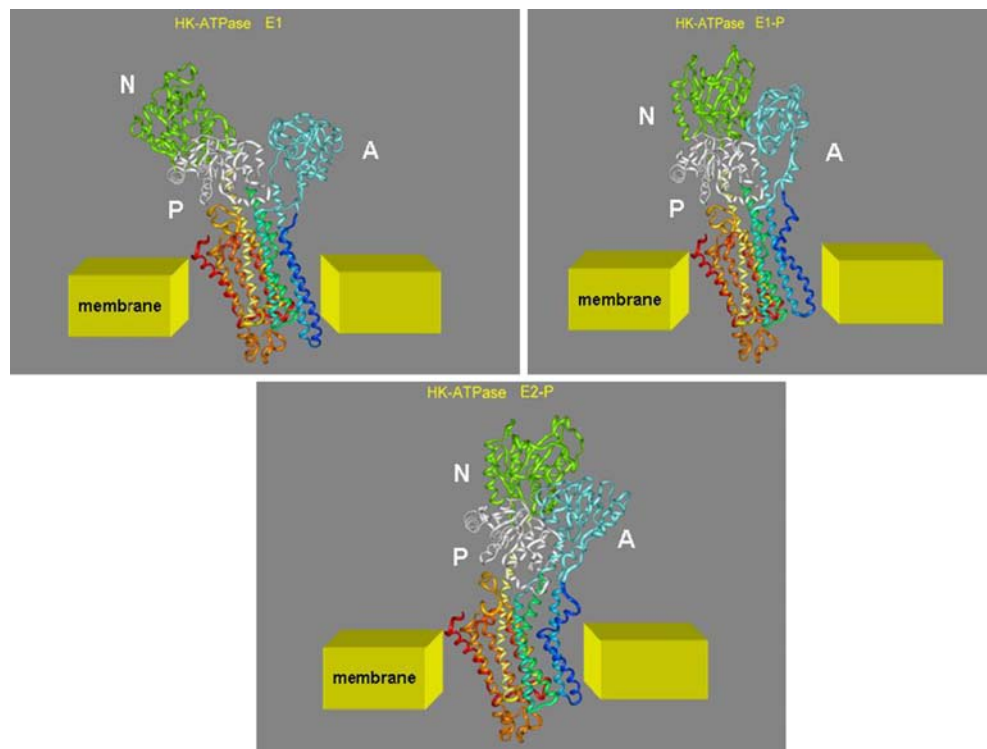 HK-ATPase E1
N
A
P
membrane
HK-ATPase E1-P
N
A
P
membrane
HK-ATPase E2-P
N
A
P
membrane